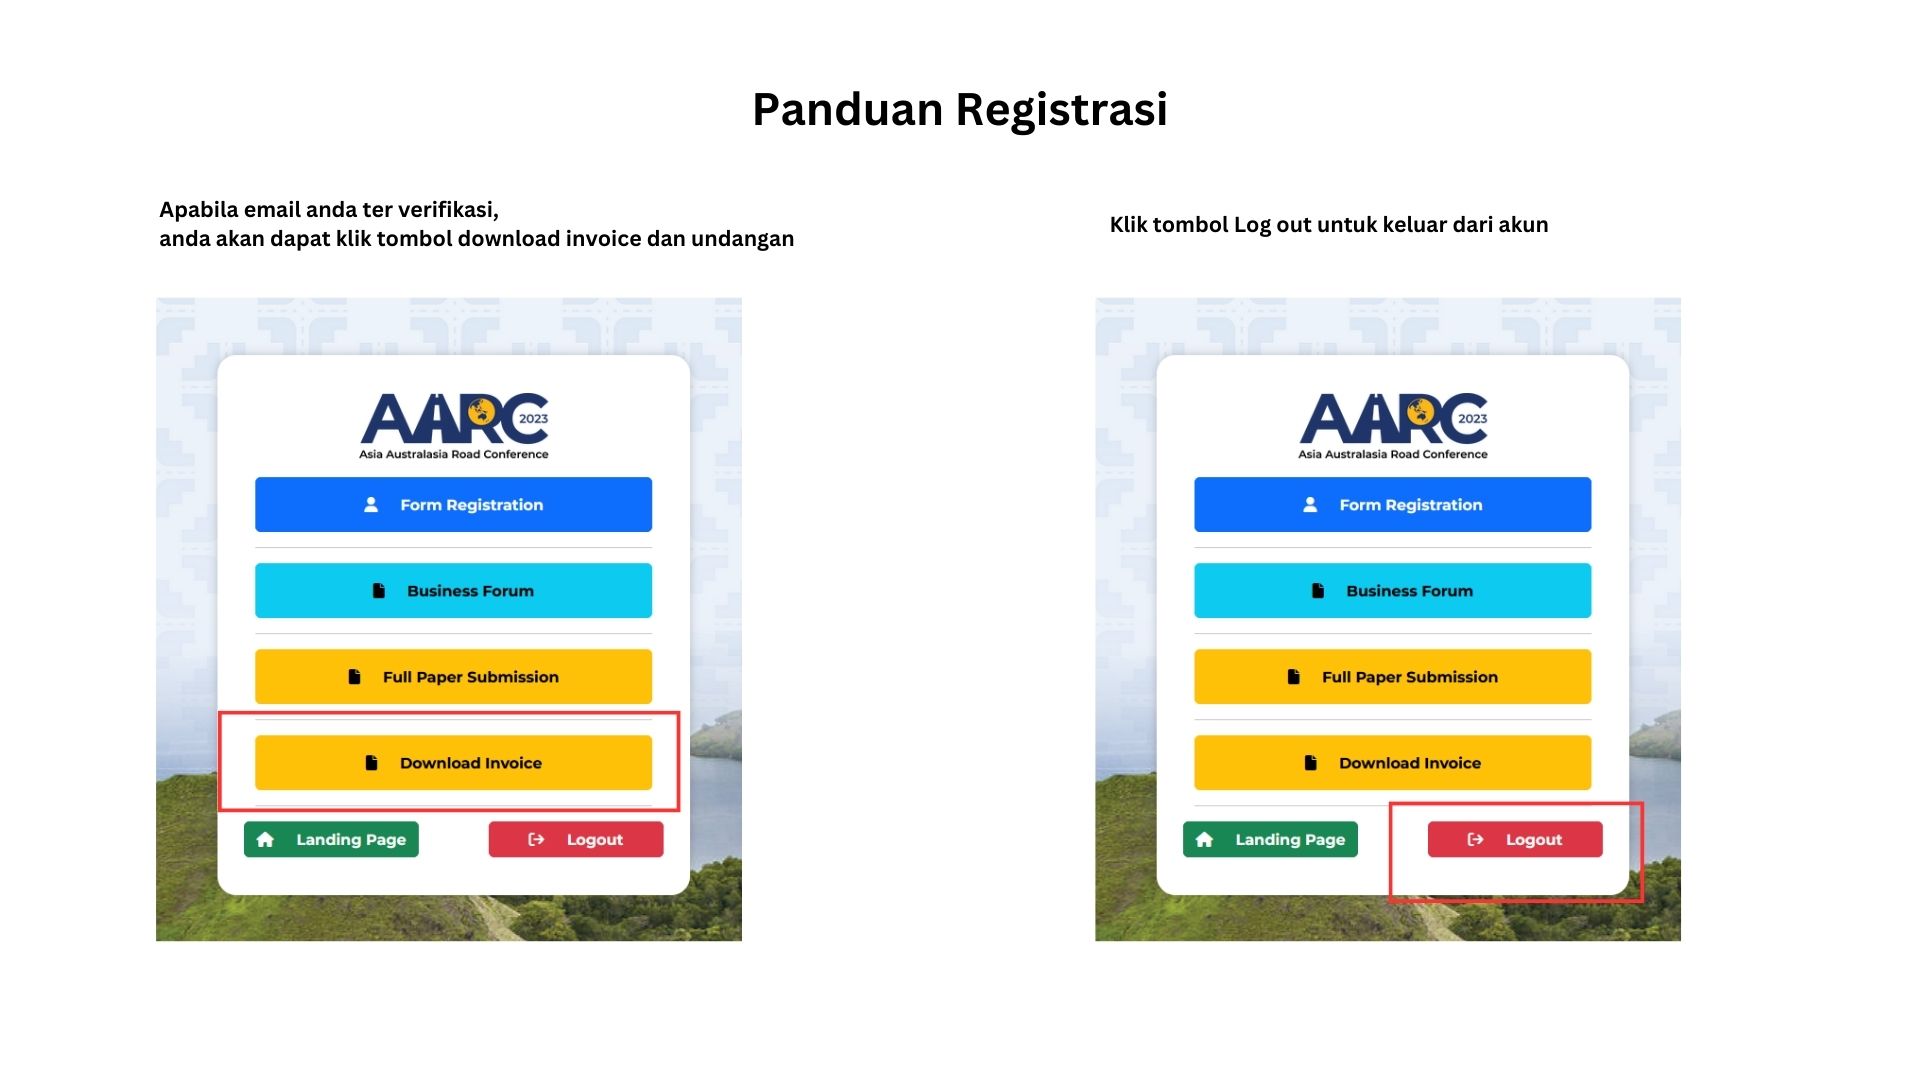 Panduan Registrasi
Apabila email anda ter verifikasi,
anda akan dapat klik tombol download invoice dan undangan
AARC 2023
Asia Australasia Road Conference
Form Registration
Business Forum
Full Paper Submission
Download Invoice
Landing Page
Logout
Klik tombol Log out untuk keluar dari akun
AARC 2023
Asia Australasia Road Conference
Form Registration
Business Forum
Full Paper Submission
Download Invoice
Landing Page
Logout